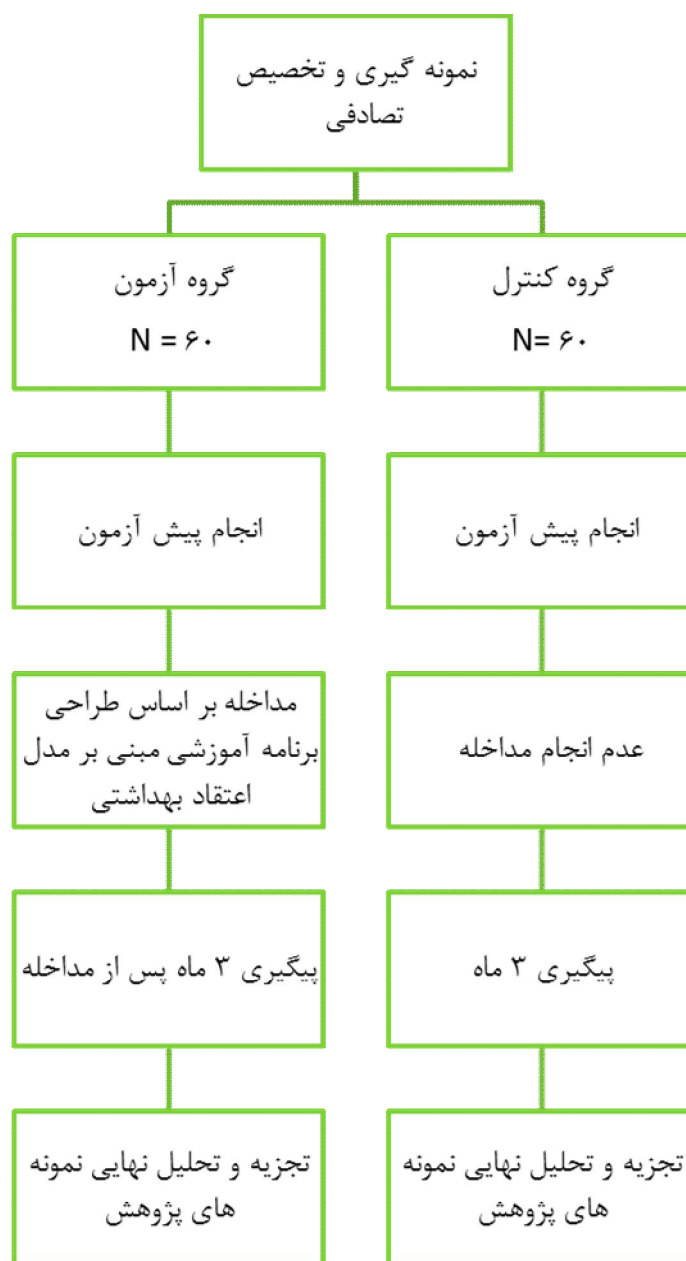 نمونه گیری و تخصیص
تصادفی
گروه کنترل
N= ۶۰
گروه آزمون
N = ۶۰
انجام پیش آزمون
انجام پیش آزمون
عدم انجام مداخله
مداخله بر اساس طراحی
برنامه آموزشی مبنی بر مدل
اعتقاد بهداشتی
پیگیری ۳ ماه
پیگیری ۳ ماه پس از مداخله
تجزیه و تحلیل نهایی نمونه
های پژوهش
تجزیه و تحلیل نهایی نمونه
های پژوهش